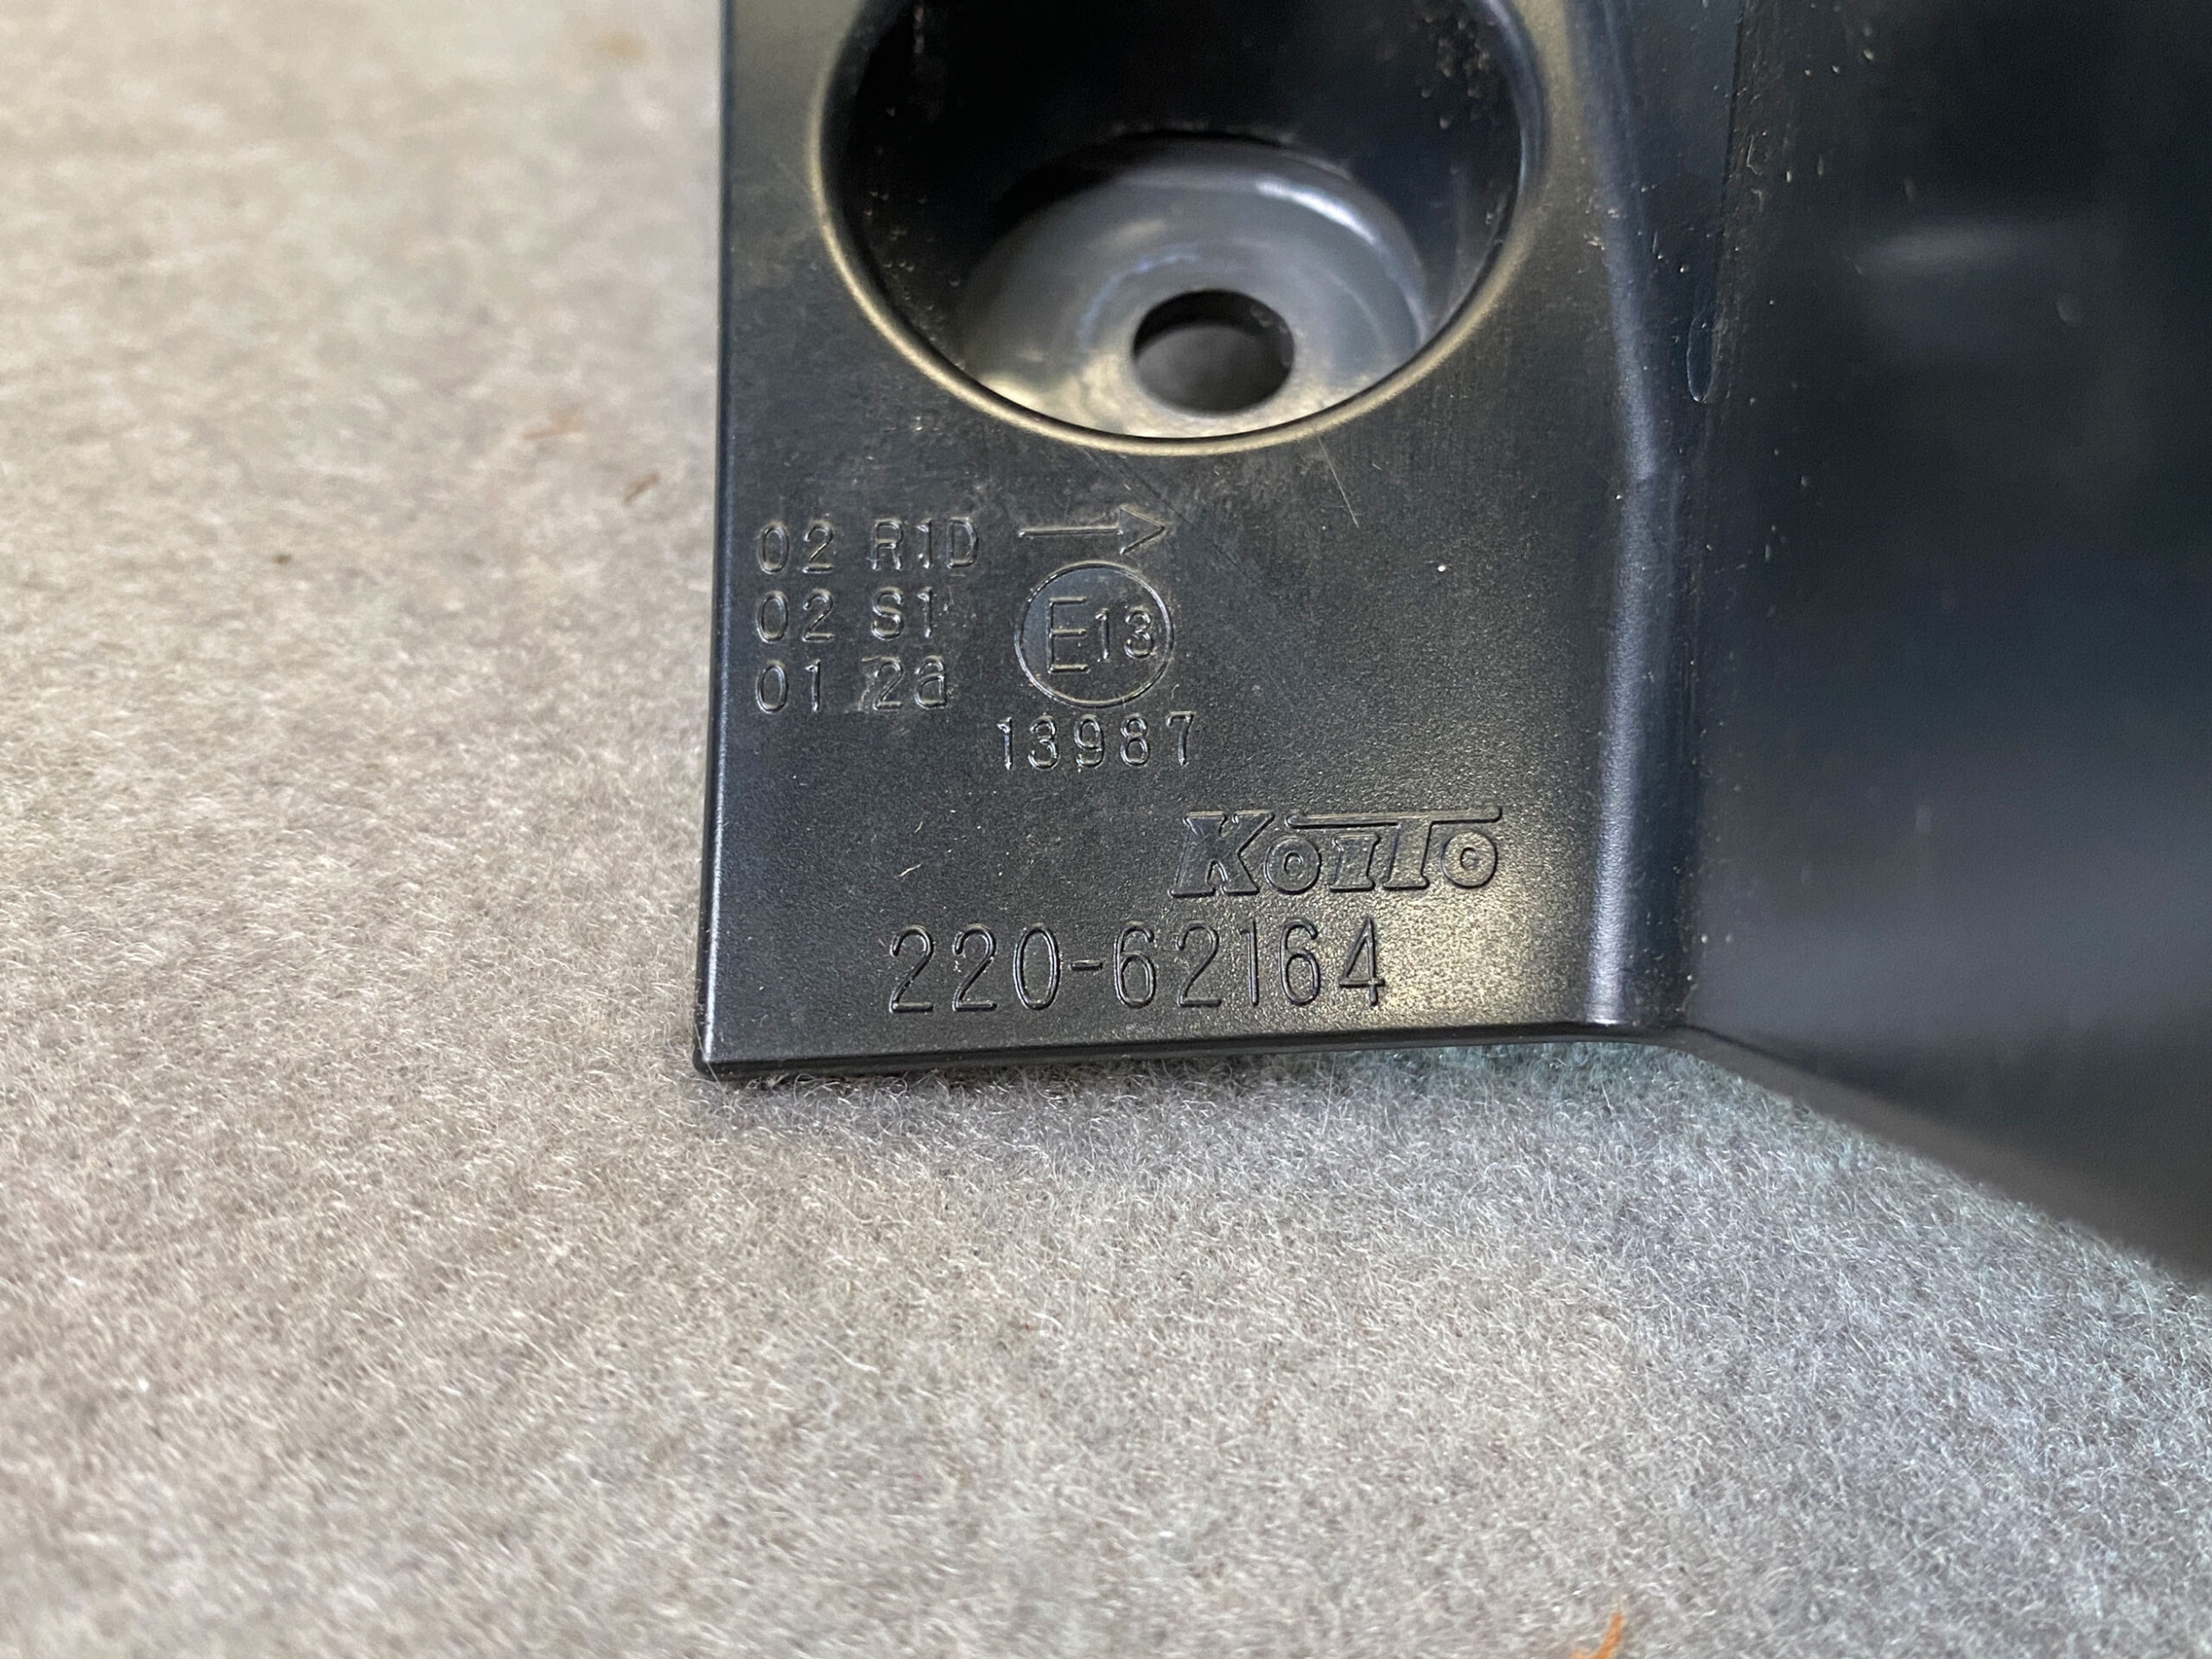 02 R1D →
02 S1
01 2a
E13
13987
KOITO
220-62164